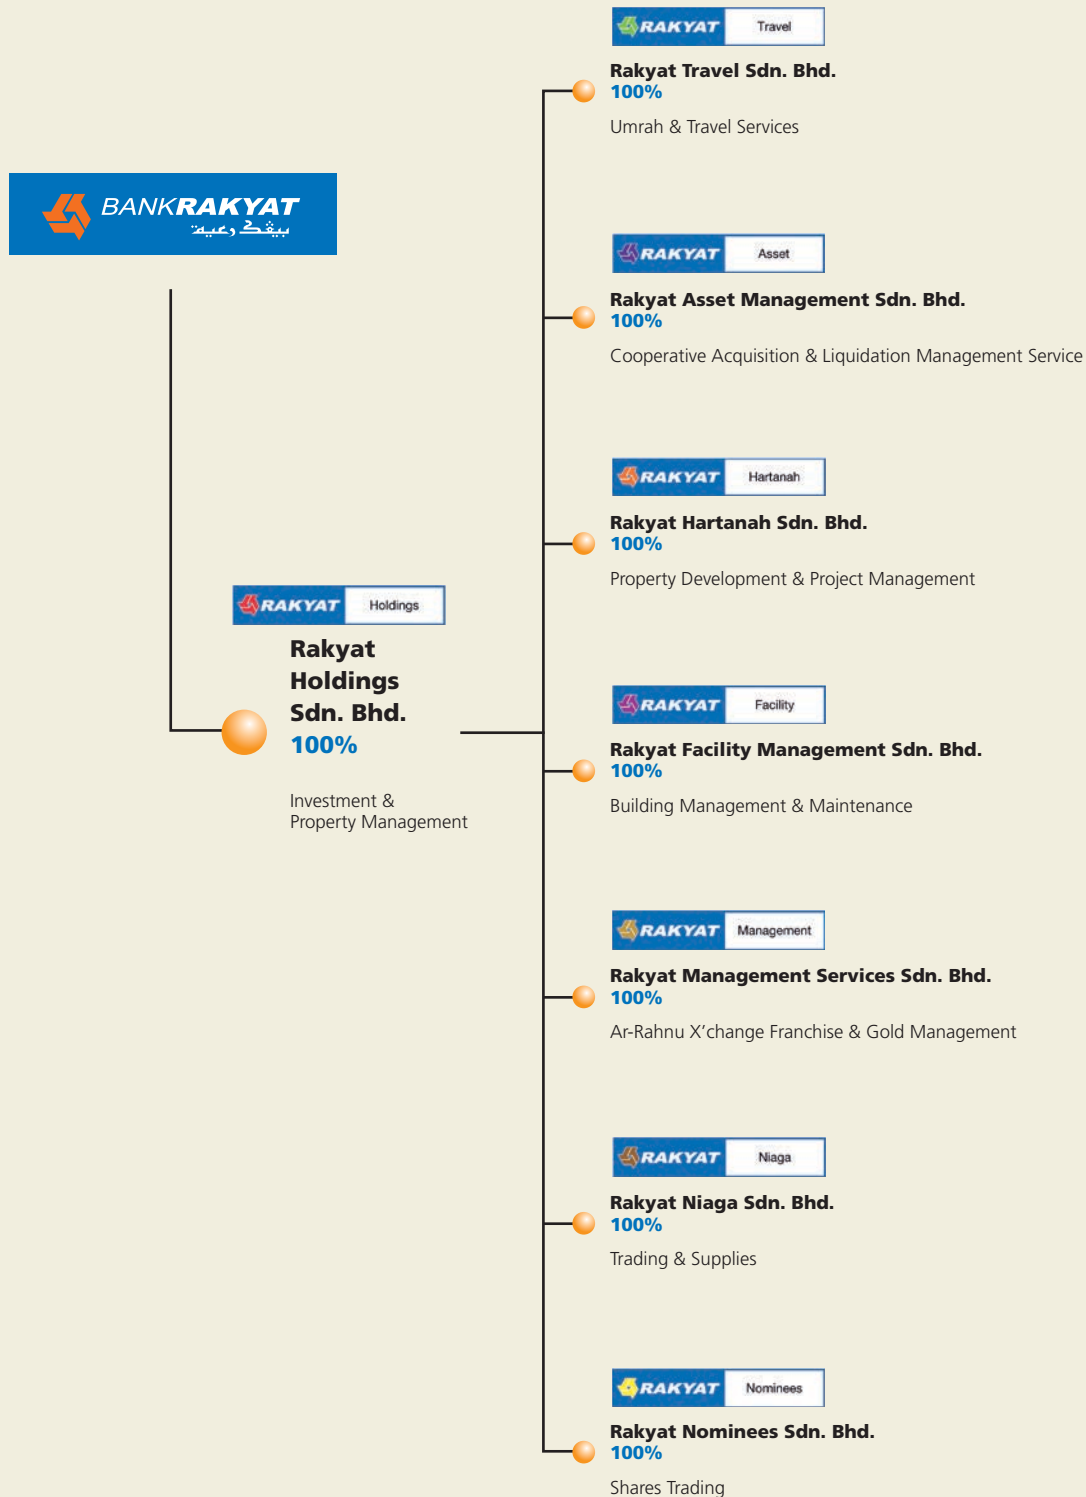 BANKRAKYAT
بيڠك رعية
RAKYAT Holdings
Rakyat
Holdings
Sdn. Bhd.
100%
Investment &
Property Management
RAKYAT Travel
Rakyat Travel Sdn. Bhd.
100%
Umrah & Travel Services
RAKYAT Asset
Rakyat Asset Management Sdn. Bhd.
100%
Cooperative Acquisition & Liquidation Management Service
RAKYAT Hartanah
Rakyat Hartanah Sdn. Bhd.
100%
Property Development & Project Management
RAKYAT Facility
Rakyat Facility Management Sdn. Bhd.
100%
Building Management & Maintenance
RAKYAT Management
Rakyat Management Services Sdn. Bhd.
100%
Ar-Rahnu X’change Franchise & Gold Management
RAKYAT Niaga
Rakyat Niaga Sdn. Bhd.
100%
Trading & Supplies
RAKYAT Nominees
Rakyat Nominees Sdn. Bhd.
100%
Shares Trading